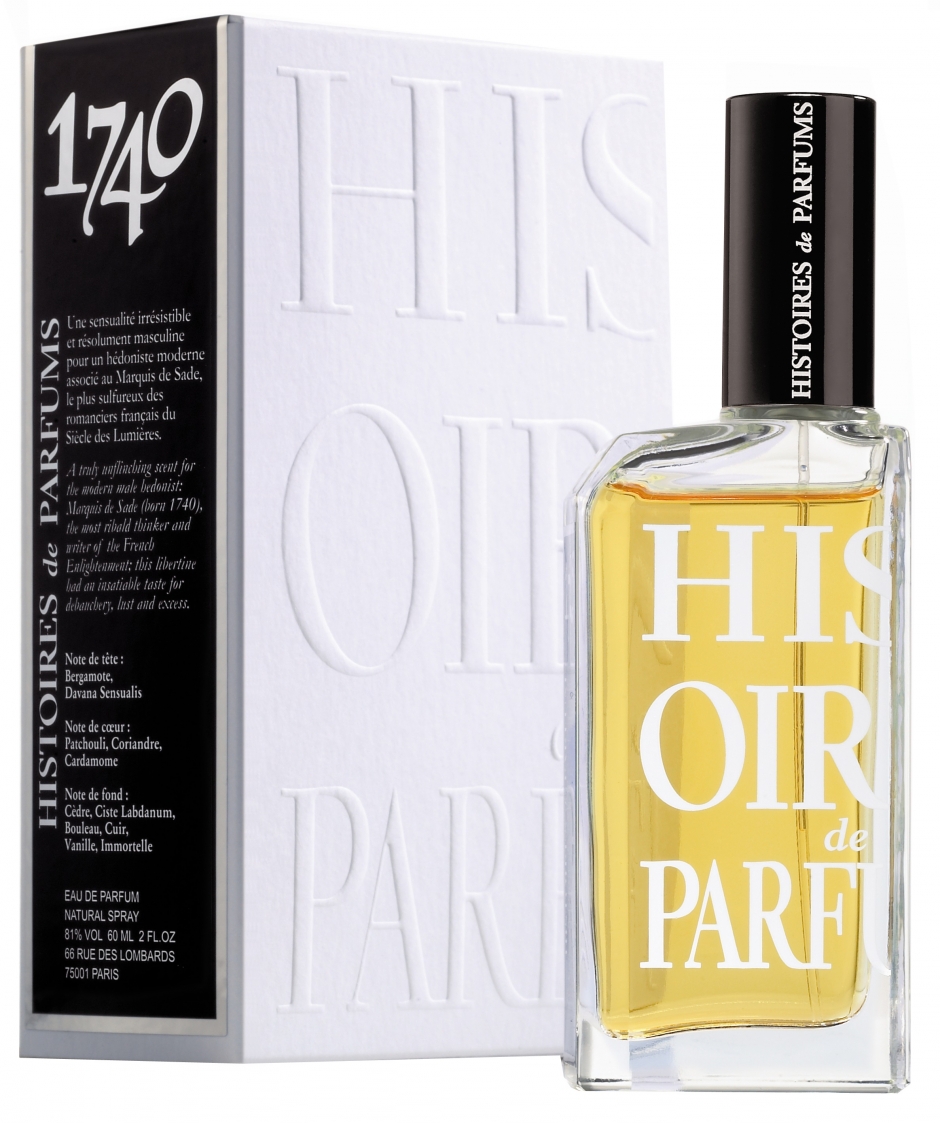 1740
HISTOIRES de PARFUMS
Une sensualité irrésistible
et résolument masculine
pour un hédoniste moderne
associé au Marquis de Sade,
le plus sulfureux des
romanciers français du
Siècle des Lumières.
A truly unflinching scent for
the modern male hedonist:
Marquis de Sade (born 1740),
the most ribald thinker and
writer of the French
Enlightenment; this libertine
had an insatiable taste for
debauchery, lust and excess.
Note de tête :
Bergamote,
Davana Sensualis
Note de cœur :
Patchouli, Coriandre,
Cardamome
Note de fond :
Cèdre, Ciste Labdanum,
Bouleau, Cuir,
Vanille, Immortelle
EAU DE PARFUM
NATURAL SPRAY
81% VOL 60 ML 2 FL.OZ
66 RUE DES LOMBARDS
75001 PARIS
HIS
OIR
PARF
HISTOIRES de PARFUMS
HIS
OIR
de
PARFU